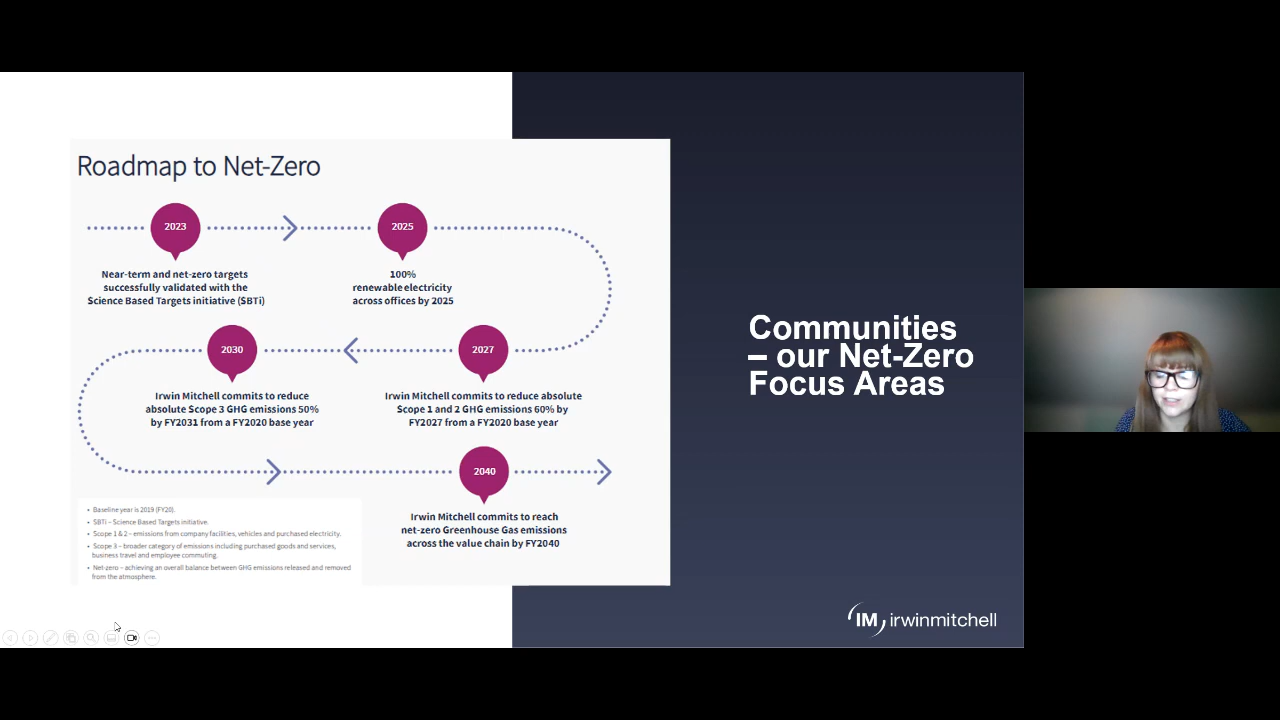 Roadmap to Net-Zero
2023
2025
Near-term and net-zero targets
successfully validated with the
Science Based Targets initiative (SBTi)
100%
renewable electricity
across offices by 2025
2030
2027
Irwin Mitchell commits to reduce
absolute Scope 3 GHG emissions 50%
by FY2031 from a FY2020 base year
Irwin Mitchell commits to reduce absolute
Scope 1 and 2 GHG emissions 60% by
FY2027 from a FY2020 base year
2040
Irwin Mitchell commits to reach
net-zero Greenhouse Gas emissions
across the value chain by FY2040
• Baseline year is 2019 (FY20).
• SBTi – Science Based Targets initiative.
• Scope 1 & 2 – emissions from company facilities, vehicles and purchased electricity.
• Scope 3 – broader category of emissions including purchased goods and services,
business travel and employee commuting.
• Net-zero – achieving an overall balance between GHG emissions released and removed
from the atmosphere.
Communities
– our Net-Zero
Focus Areas
IM irwinmitchell